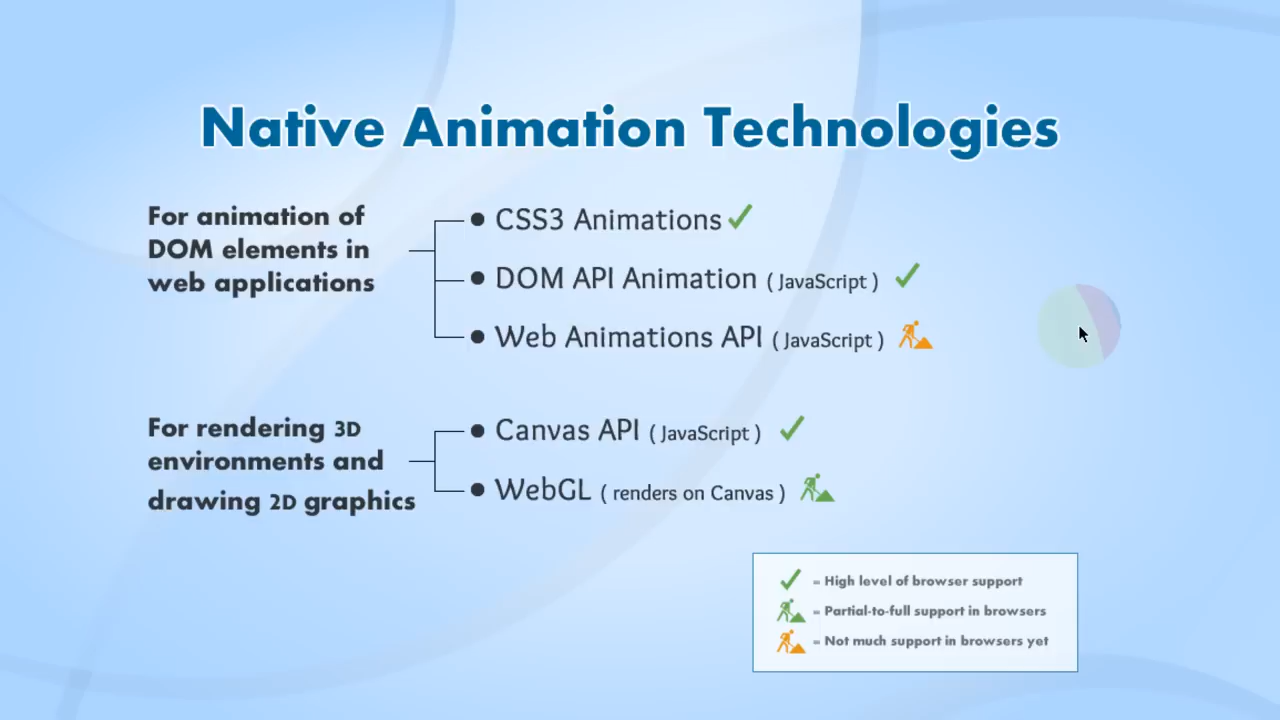 Native Animation Technologies
For animation of
DOM elements in
web applications
● CSS3 Animations
● DOM API Animation ( JavaScript )
● Web Animations API ( JavaScript )
For rendering 3D
environments and
drawing 2D graphics
● Canvas API ( JavaScript )
● WebGL ( renders on Canvas )
= High level of browser support
= Partial-to-full support in browsers
= Not much support in browsers yet